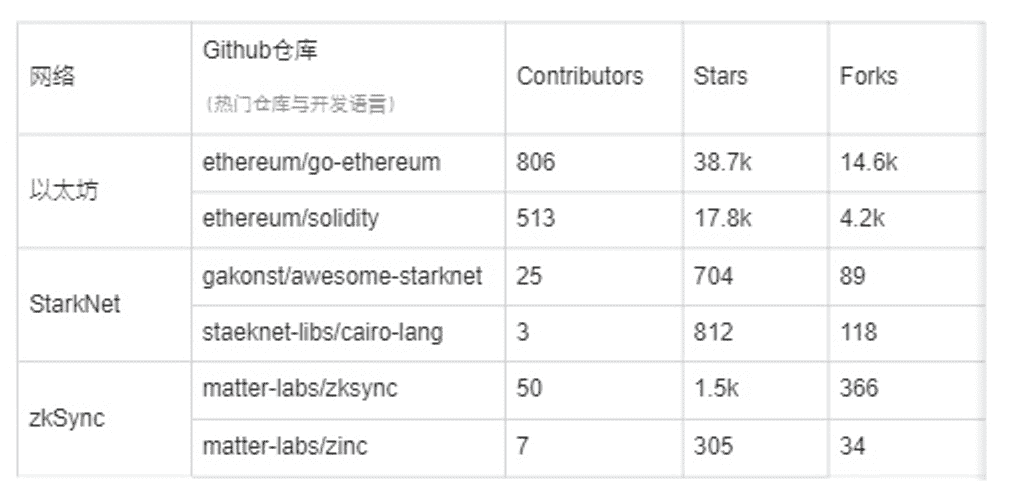 网络 Github仓库 Contributors Stars Forks
（热门仓库与开发语言）
以太坊 ethereum/go-ethereum 806 38.7k 14.6k
ethereum/solidity 513 17.8k 4.2k
StarkNet gakonst/awesome-starknet 25 704 89
staeknet-libs/cairo-lang 3 812 118
zkSync matter-labs/zksync 50 1.5k 366
matter-labs/zinc 7 305 34